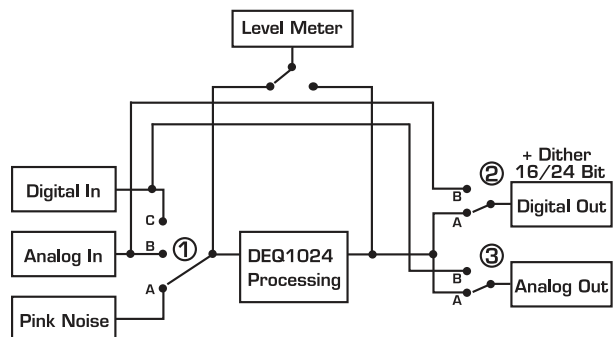 Level Meter
+ Dither
16/24 Bit
Digital In
②
B
Digital Out
A
C
Analog In
B
①
DEQ1024
Processing
③
B
A
Analog Out
A
Pink Noise